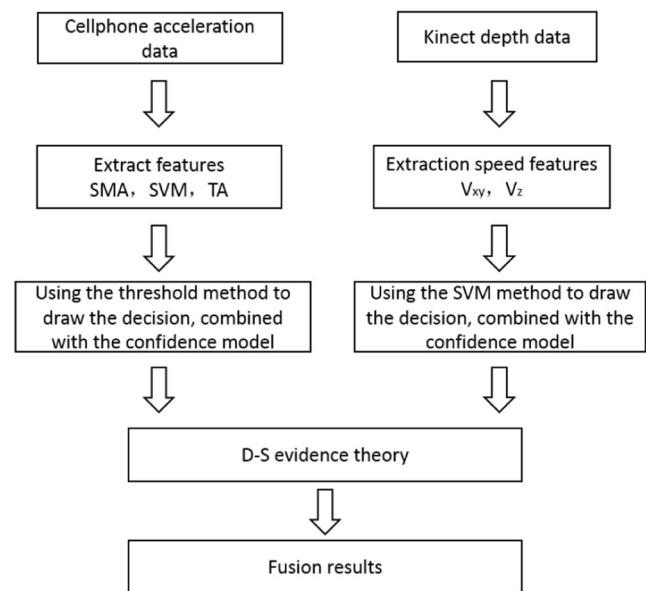 Cellphone acceleration
data
Kinect depth data
Extract features
SMA，SVM，TA
Extraction speed features
Vxy，Vz
Using the threshold method to
draw the decision, combined
with the confidence model
Using the SVM method to draw
the decision, combined with the
confidence model
D-S evidence theory
Fusion results